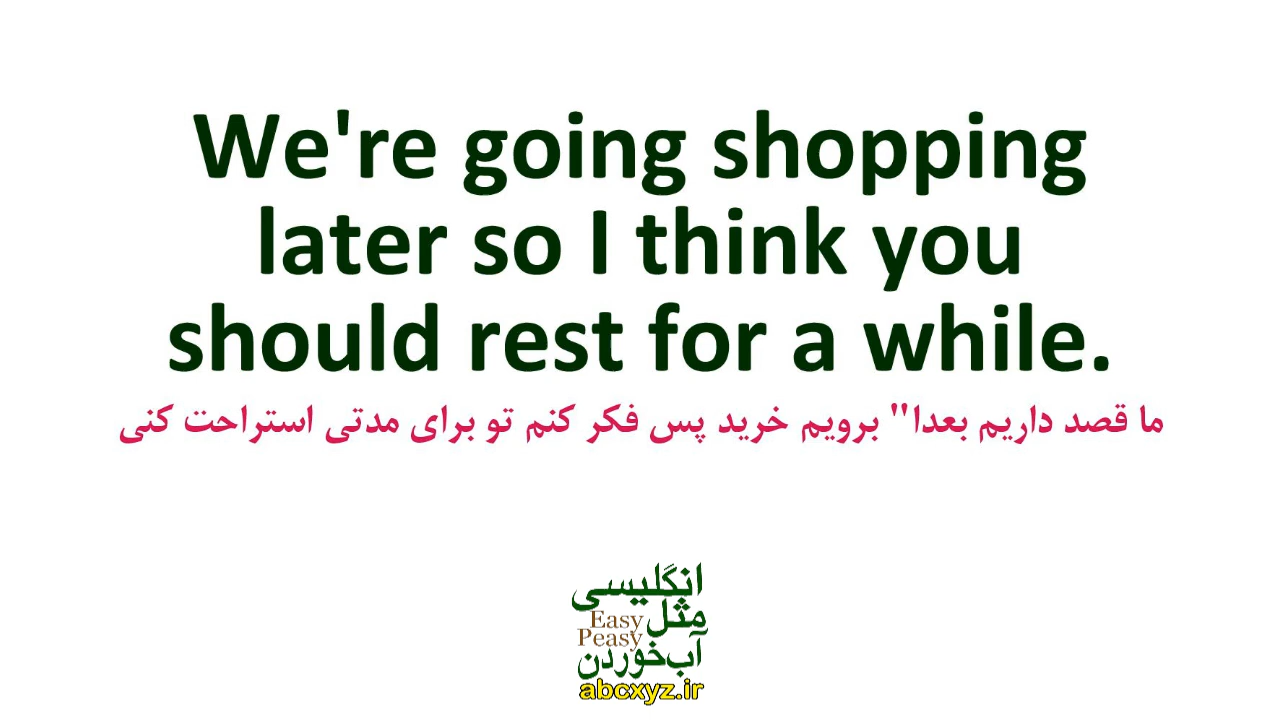 We're going shopping
later so I think you
should rest for a while.
ما قصد داریم بعدا" برویم خرید پس فکر کنم تو برای مدتی استراحت کنی
انگلیسی
مثل
Easy
Peasy
آب‌خوردن
abcxyz.ir